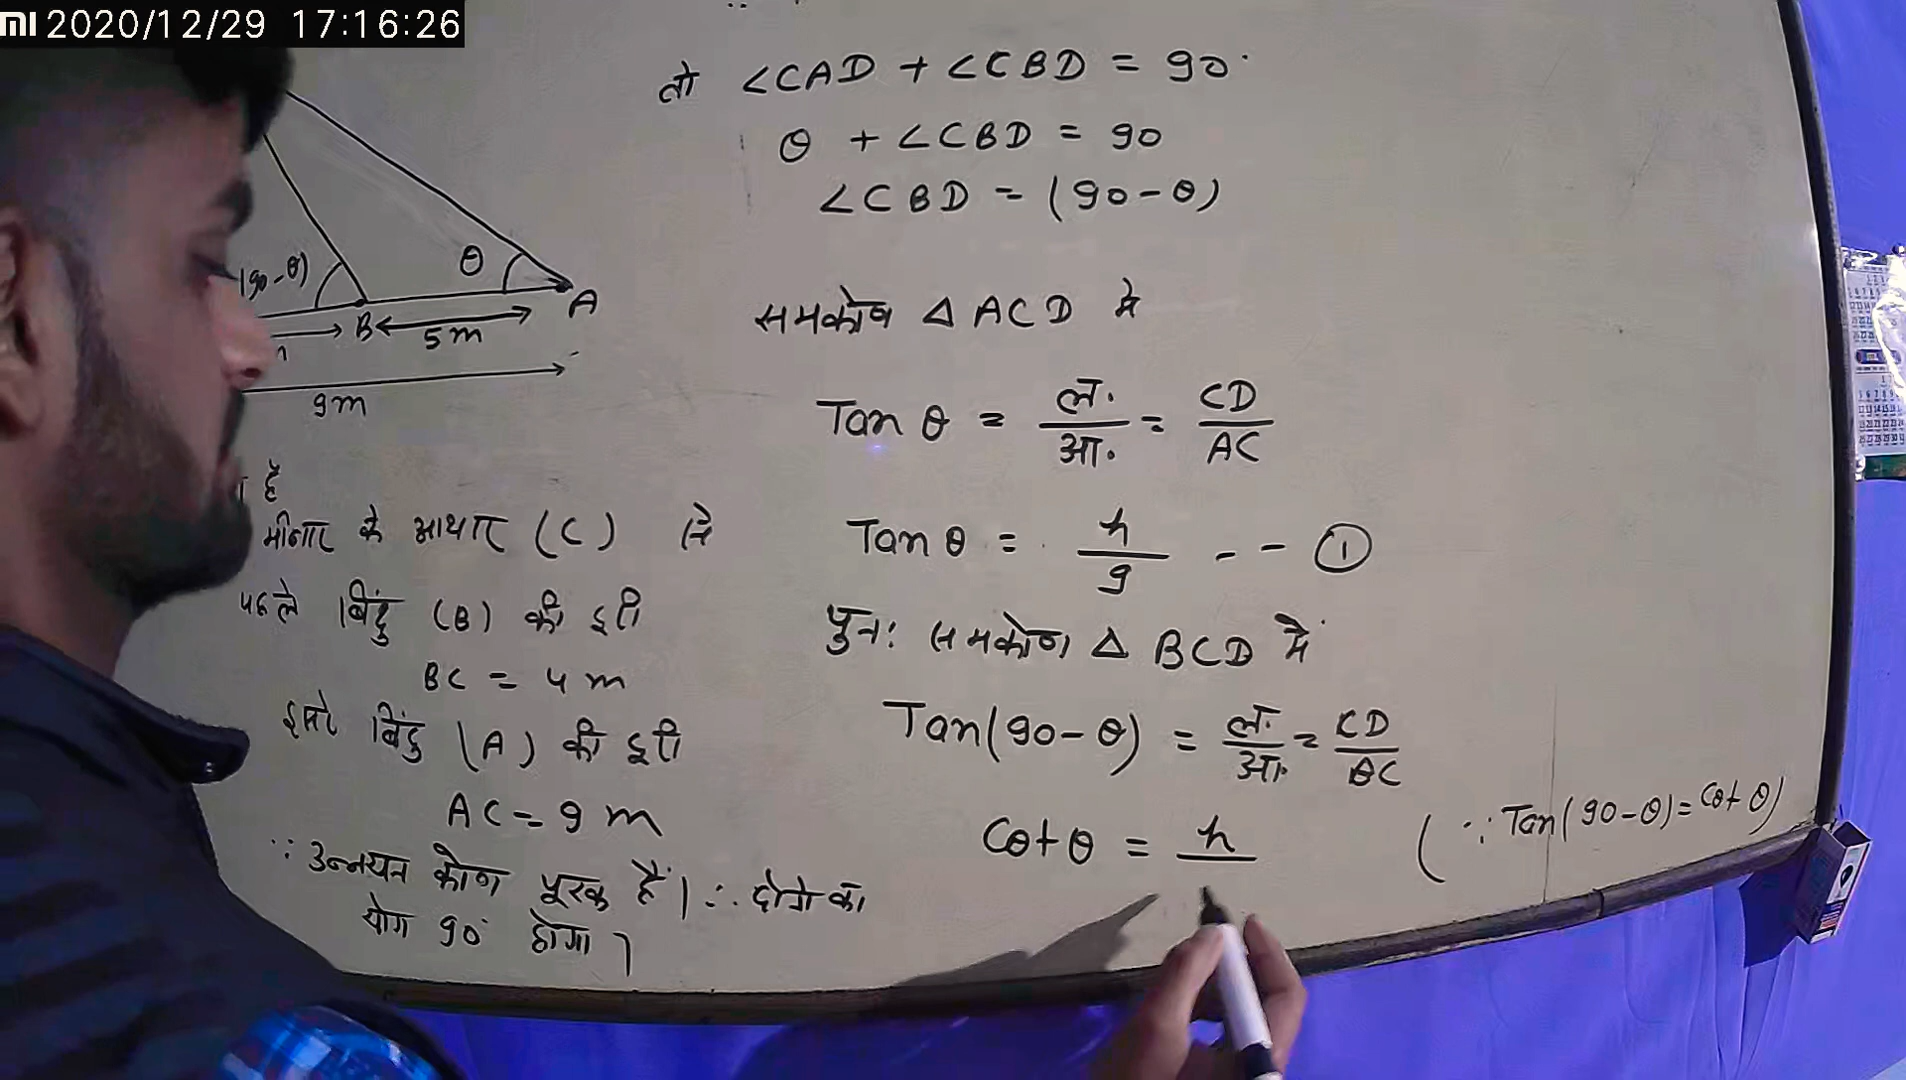 MI 2020/12/29 17:16:26
तो ∠CAD + ∠CBD = 90°
θ + ∠CBD = 90
∠CBD = (90-θ)
(90-θ)
θ
A
B
5m
9m
है
मीनार के आधार (C) से
पहले बिंदु (B) की दूरी
BC = 4 m
दूसरे बिंदु (A) की दूरी
AC = 9 m
∵ उन्नयन कोण पूरक हैं। ∴ दोनो का
योग 90° होगा।
समकोण △ ACD में
Tan θ = ल./आ. = CD/AC
Tan θ = h/9 - - ①
पुनः समकोण △ BCD में
Tan(90-θ) = ल./आ. = CD/BC
Cot θ = h/
(∵ Tan(90-θ) = Cot θ)